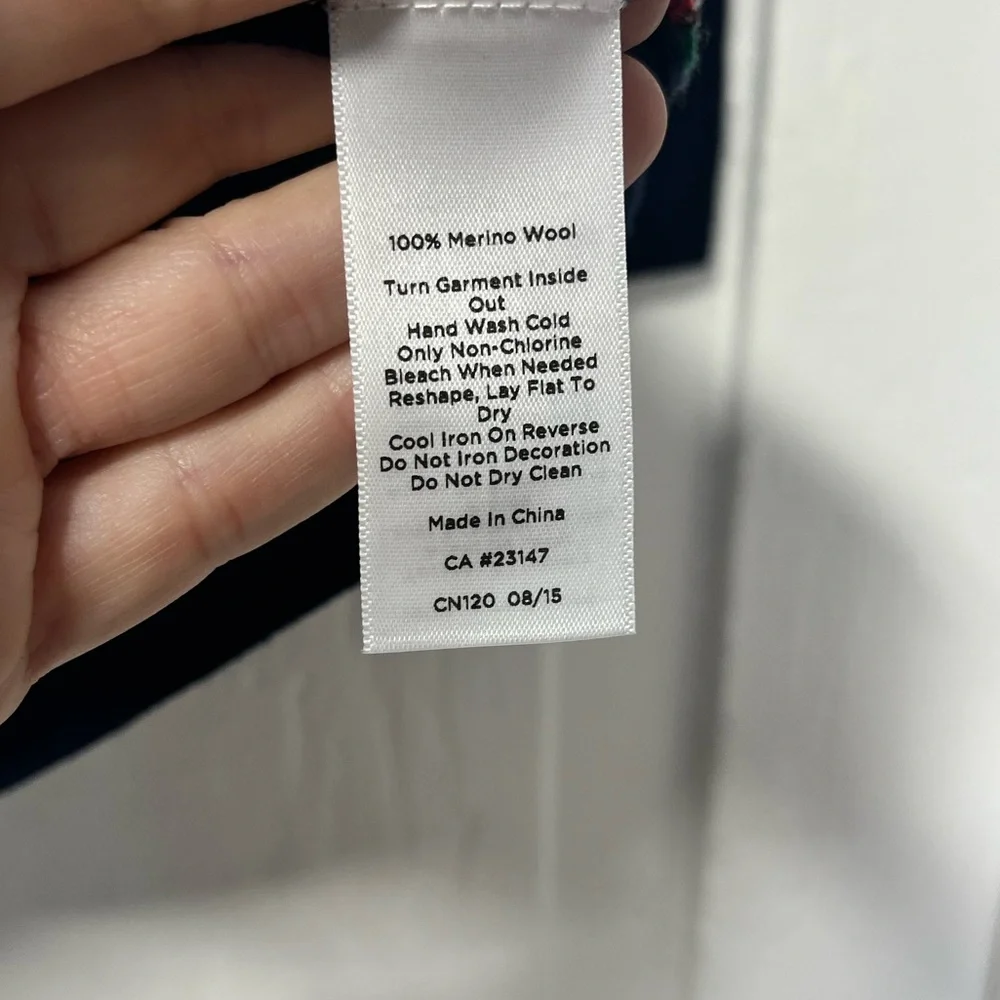 100% Merino Wool
Turn Garment Inside
Out
Hand Wash Cold
Only Non-Chlorine
Bleach When Needed
Reshape, Lay Flat To
Dry
Cool Iron On Reverse
Do Not Iron Decoration
Do Not Dry Clean
Made In China
CA #23147
CN120 08/15